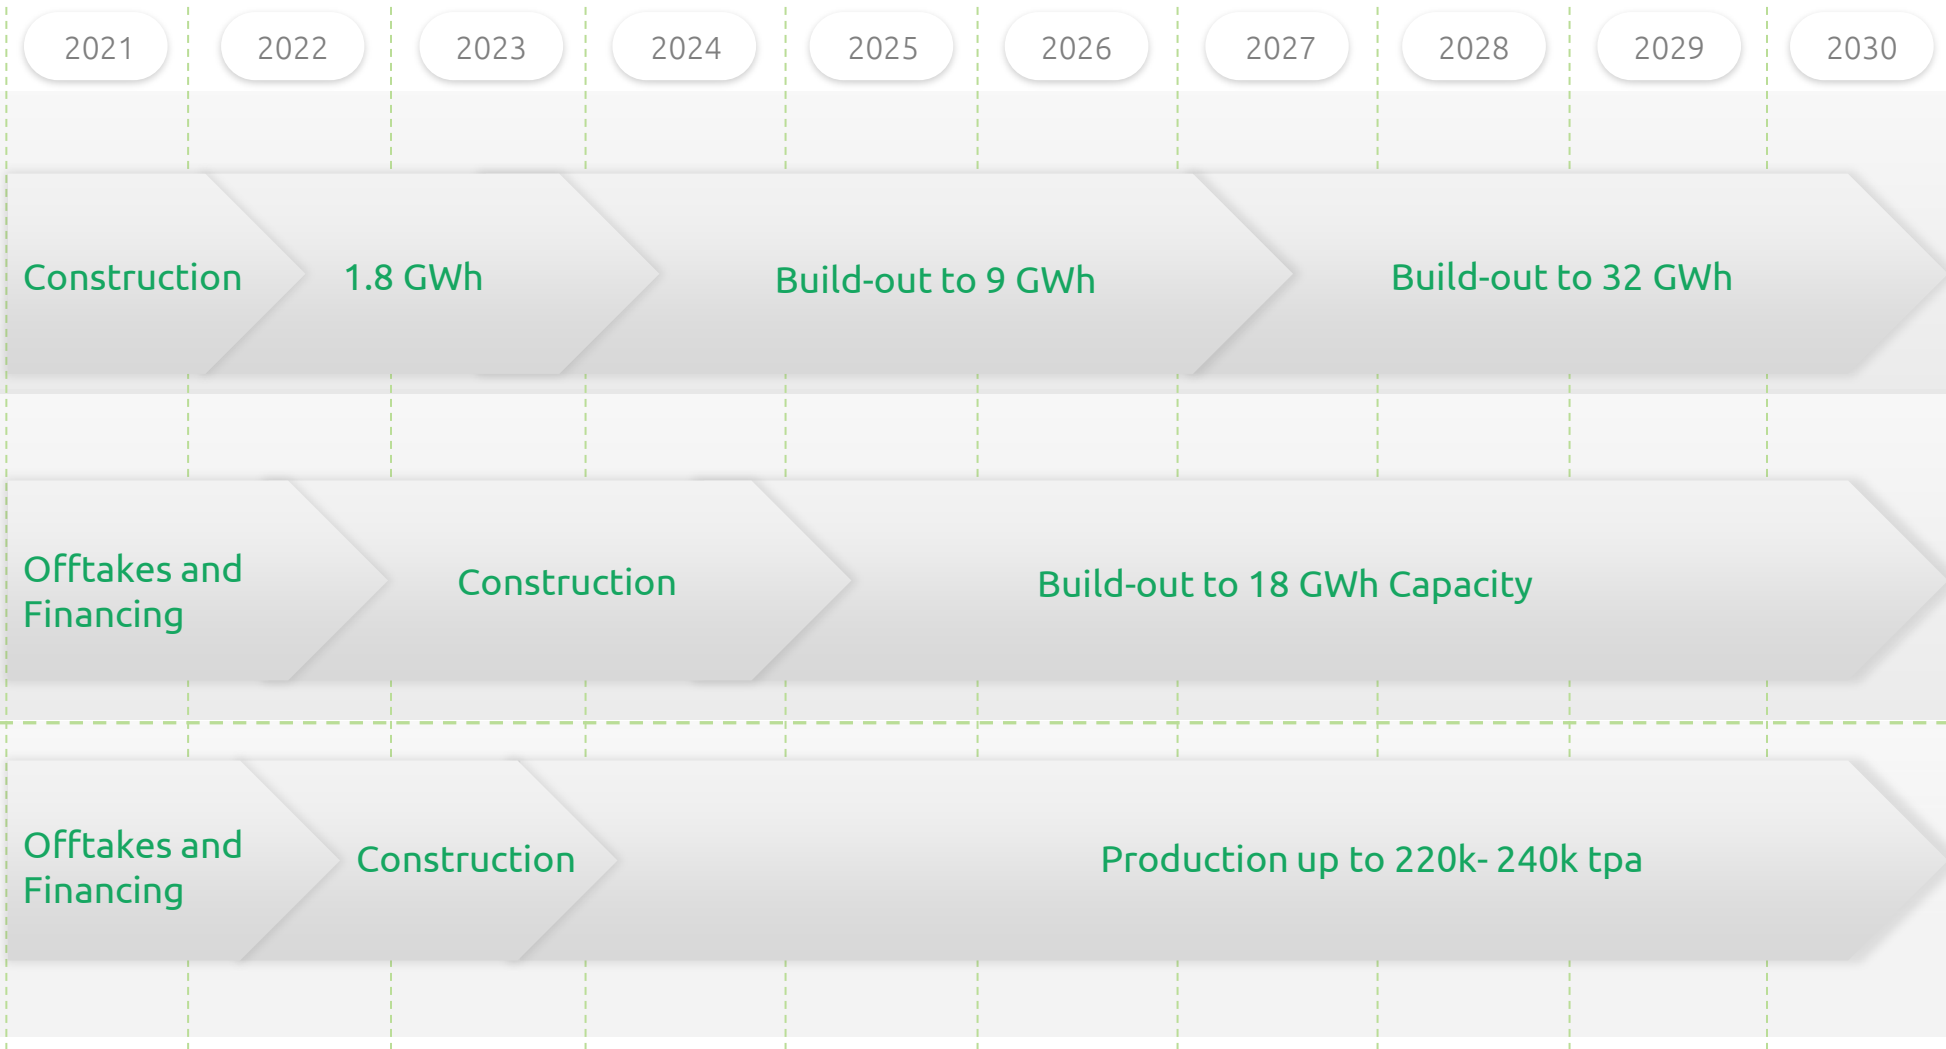 2021 2022 2023 2024 2025 2026 2027 2028 2029 2030
Construction 1.8 GWh Build-out to 9 GWh Build-out to 32 GWh
Offtakes and
Financing
Construction
Build-out to 18 GWh Capacity
Offtakes and
Financing
Construction
Production up to 220k- 240k tpa